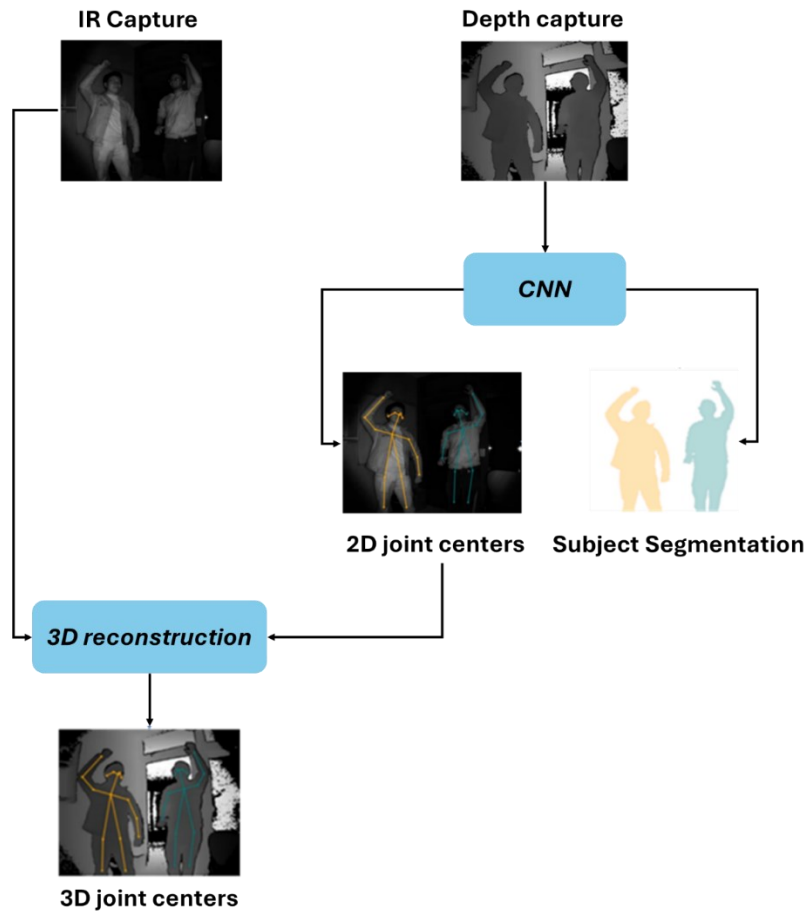 IR Capture
Depth capture
CNN
2D joint centers
Subject Segmentation
3D reconstruction
3D joint centers